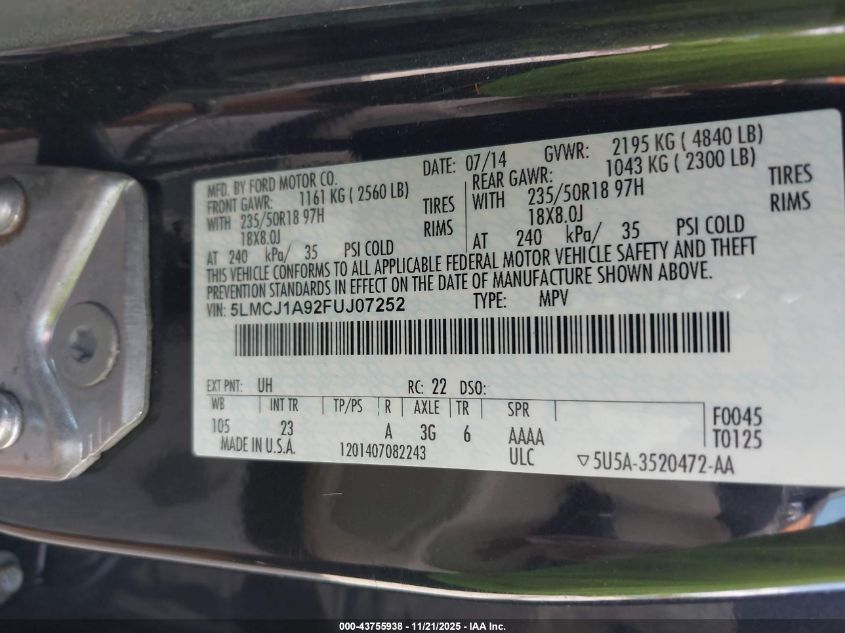 MFD. BY FORD MOTOR CO. DATE: 07/14 GVWR: 2195 KG ( 4840 LB)
FRONT GAWR: 1161 KG ( 2560 LB) REAR GAWR: 1043 KG ( 2300 LB)
WITH 235/50R18 97H TIRES WITH 235/50R18 97H TIRES
18X8.0J RIMS 18X8.0J RIMS
AT 240 kPa/ 35 PSI COLD AT 240 kPa/ 35 PSI COLD
THIS VEHICLE CONFORMS TO ALL APPLICABLE FEDERAL MOTOR VEHICLE SAFETY AND THEFT
PREVENTION STANDARDS IN EFFECT ON THE DATE OF MANUFACTURE SHOWN ABOVE.
VIN: 5LMCJ1A92FUJ07252 TYPE: MPV
EXT PNT: UH RC: 22 DSO:
WB INT TR TP/PS R AXLE TR SPR F0045
105 23 A 3G 6 AAAA T0125
MADE IN U.S.A. 1201407082243 ULC ▽5U5A-3520472-AA
000-43755938 - 11/21/2025 - IAA Inc.